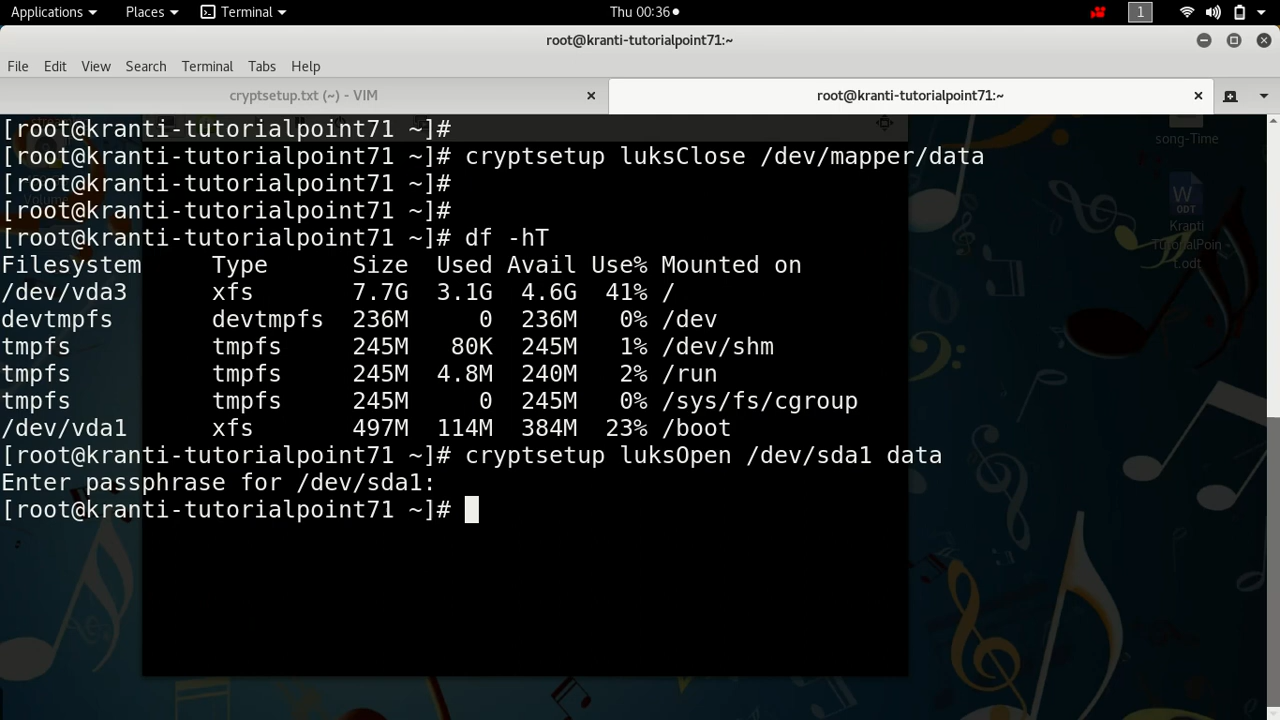 Applications Places Terminal Thu 00:36 1
root@kranti-tutorialpoint71:~
File Edit View Search Terminal Tabs Help
cryptsetup.txt (~) - VIM root@kranti-tutorialpoint71:~
[root@kranti-tutorialpoint71 ~]#
[root@kranti-tutorialpoint71 ~]# cryptsetup luksClose /dev/mapper/data
[root@kranti-tutorialpoint71 ~]#
[root@kranti-tutorialpoint71 ~]#
[root@kranti-tutorialpoint71 ~]# df -hT
Filesystem Type Size Used Avail Use% Mounted on
/dev/vda3 xfs 7.7G 3.1G 4.6G 41% /
devtmpfs devtmpfs 236M 0 236M 0% /dev
tmpfs tmpfs 245M 80K 245M 1% /dev/shm
tmpfs tmpfs 245M 4.8M 240M 2% /run
tmpfs tmpfs 245M 0 245M 0% /sys/fs/cgroup
/dev/vda1 xfs 497M 114M 384M 23% /boot
[root@kranti-tutorialpoint71 ~]# cryptsetup luksOpen /dev/sda1 data
Enter passphrase for /dev/sda1:
[root@kranti-tutorialpoint71 ~]#
song-Time
W
ODT
Kranti
TutorialPoin
t.odt